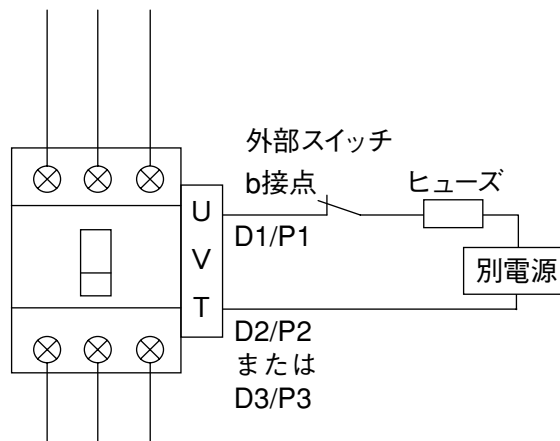 外部スイッチ
b接点
ヒューズ
U
V
T
D1/P1
別電源
D2/P2
または
D3/P3